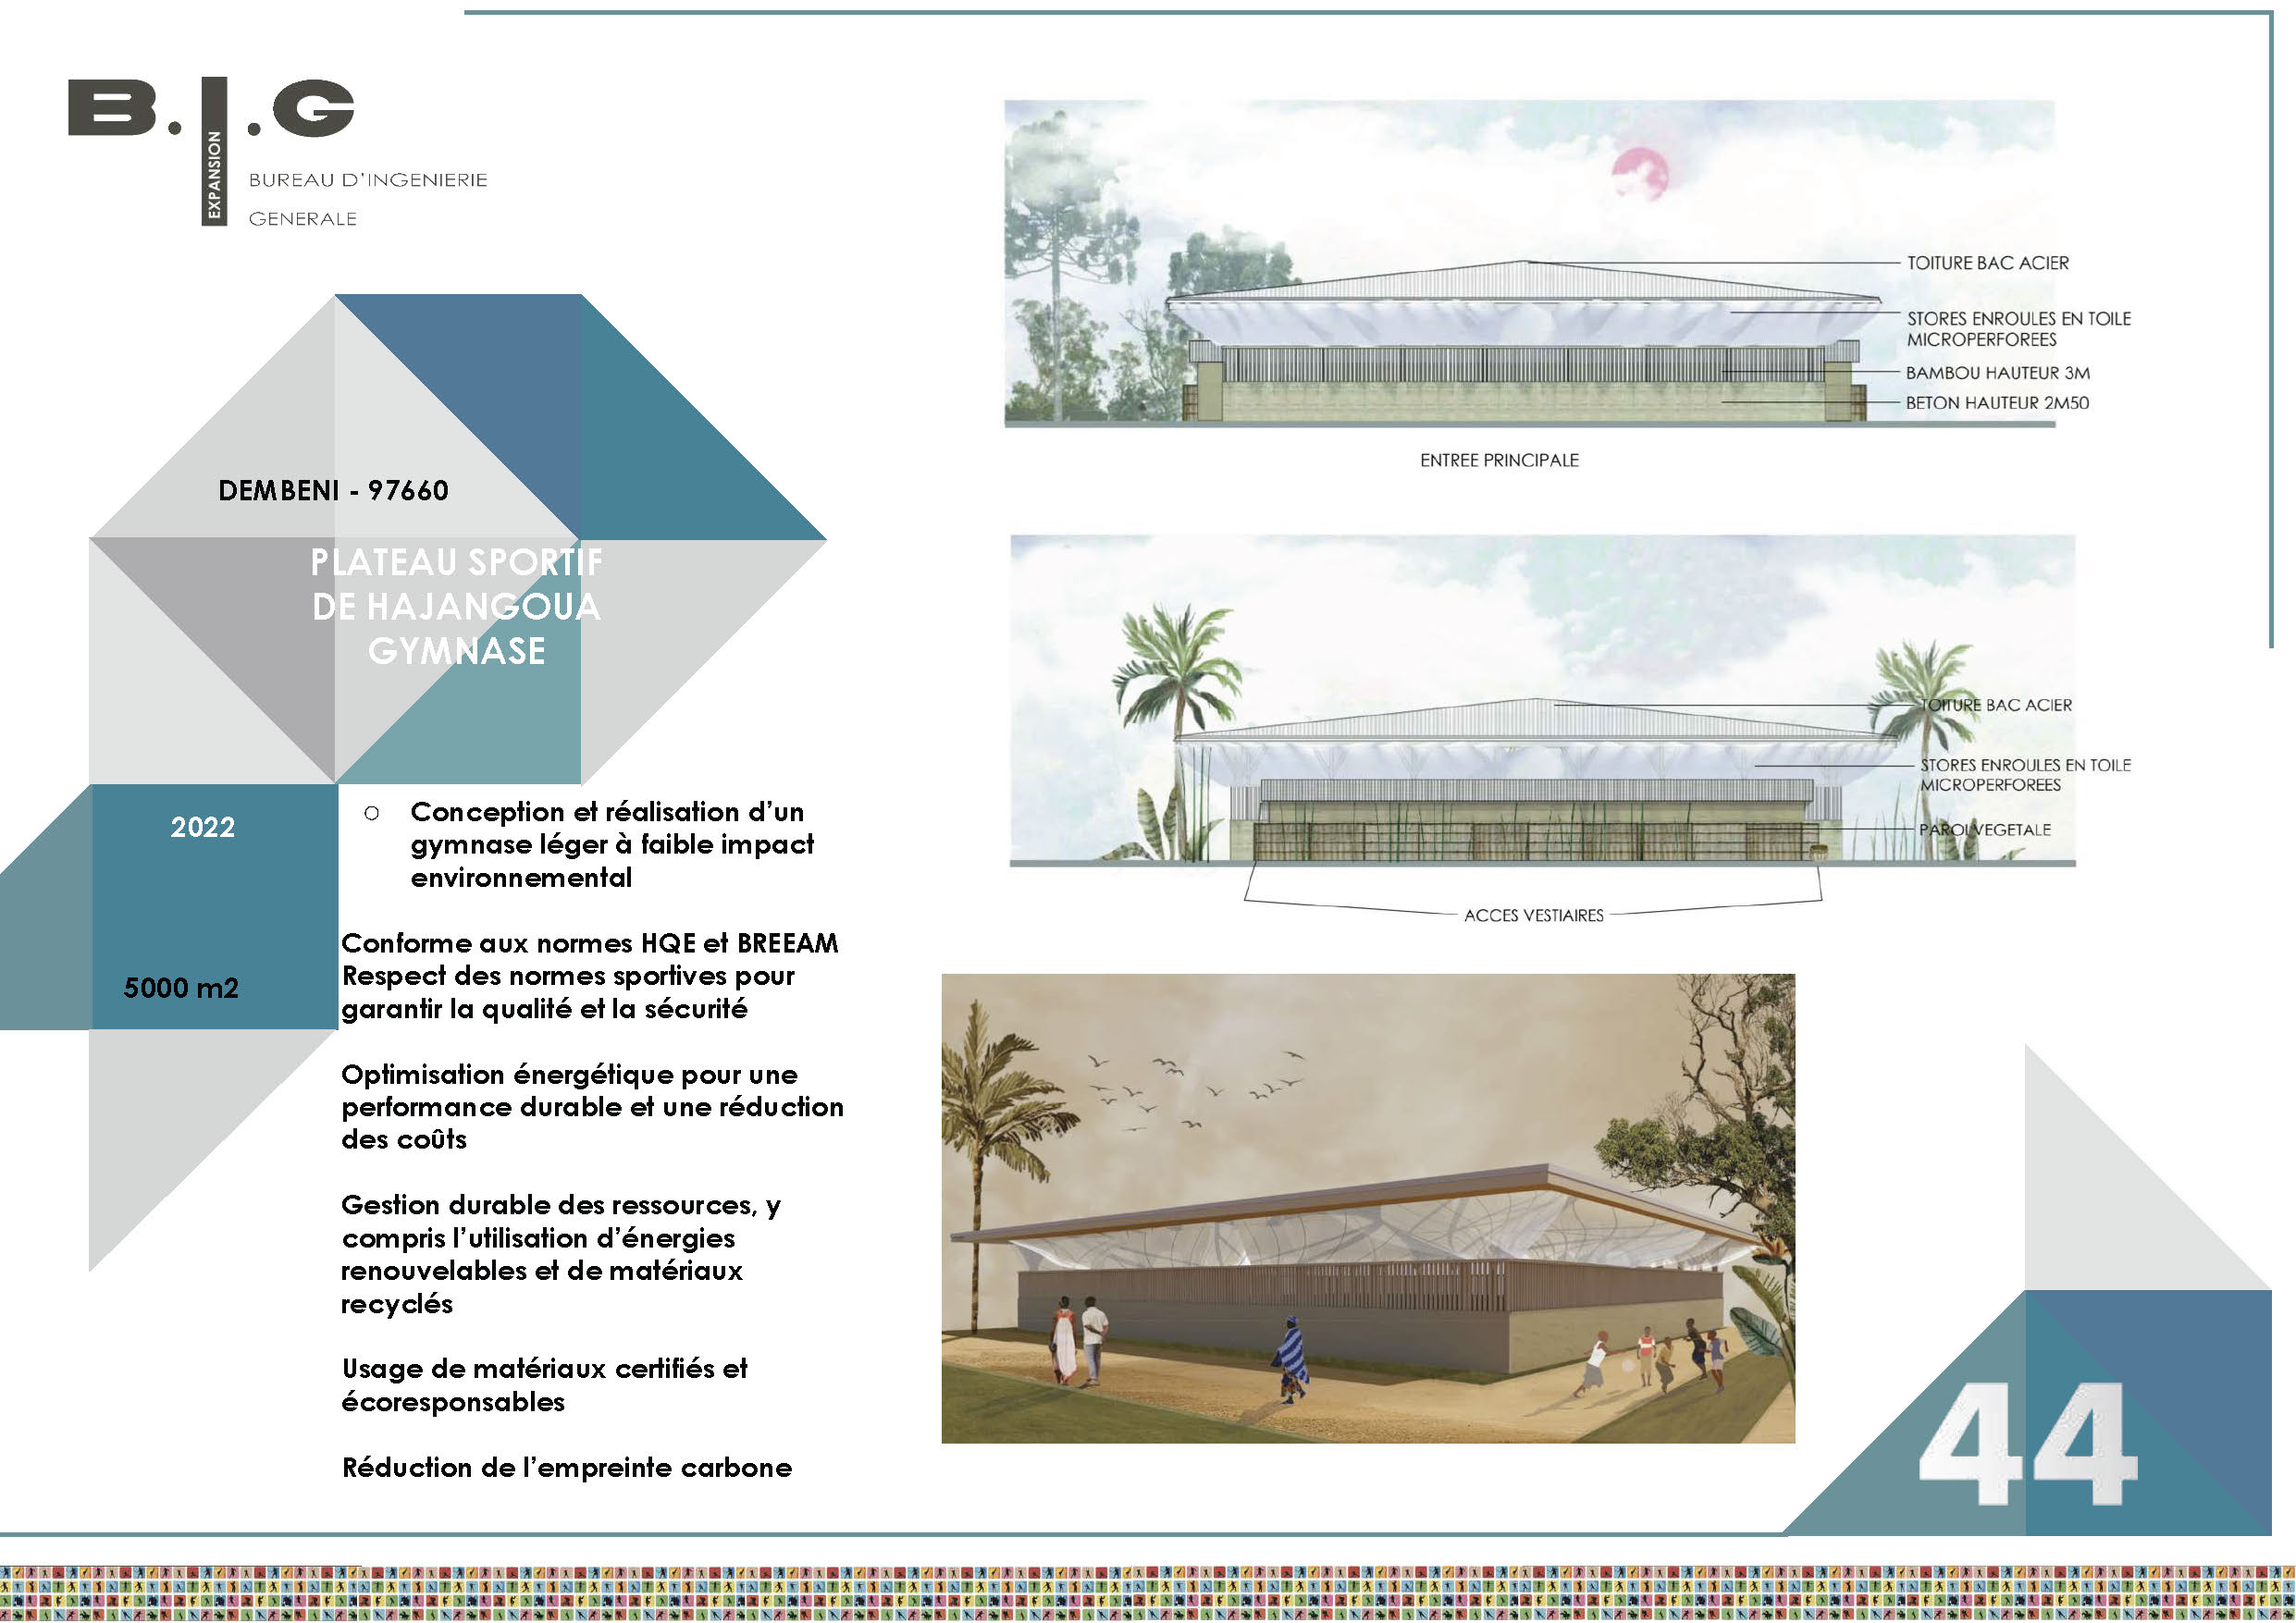 B.I.G
EXPANSION
BUREAU D'INGENIERIE
GENERALE
DEMBENI - 97660
PLATEAU SPORTIF
DE HAJANGOUA
GYMNASE
2022
5000 m2
○ Conception et réalisation d'un
gymnase léger à faible impact
environnemental
Conforme aux normes HQE et BREEAM
Respect des normes sportives pour
garantir la qualité et la sécurité
Optimisation énergétique pour une
performance durable et une réduction
des coûts
Gestion durable des ressources, y
compris l'utilisation d'énergies
renouvelables et de matériaux
recyclés
Usage de matériaux certifiés et
écoresponsables
Réduction de l'empreinte carbone
TOITURE BAC ACIER
STORES ENROULES EN TOILE
MICROPERFOREES
BAMBOU HAUTEUR 3M
BETON HAUTEUR 2M50
ENTREE PRINCIPALE
TOITURE BAC ACIER
STORES ENROULES EN TOILE
MICROPERFOREES
PAROI VEGETALE
ACCES VESTIAIRES
44